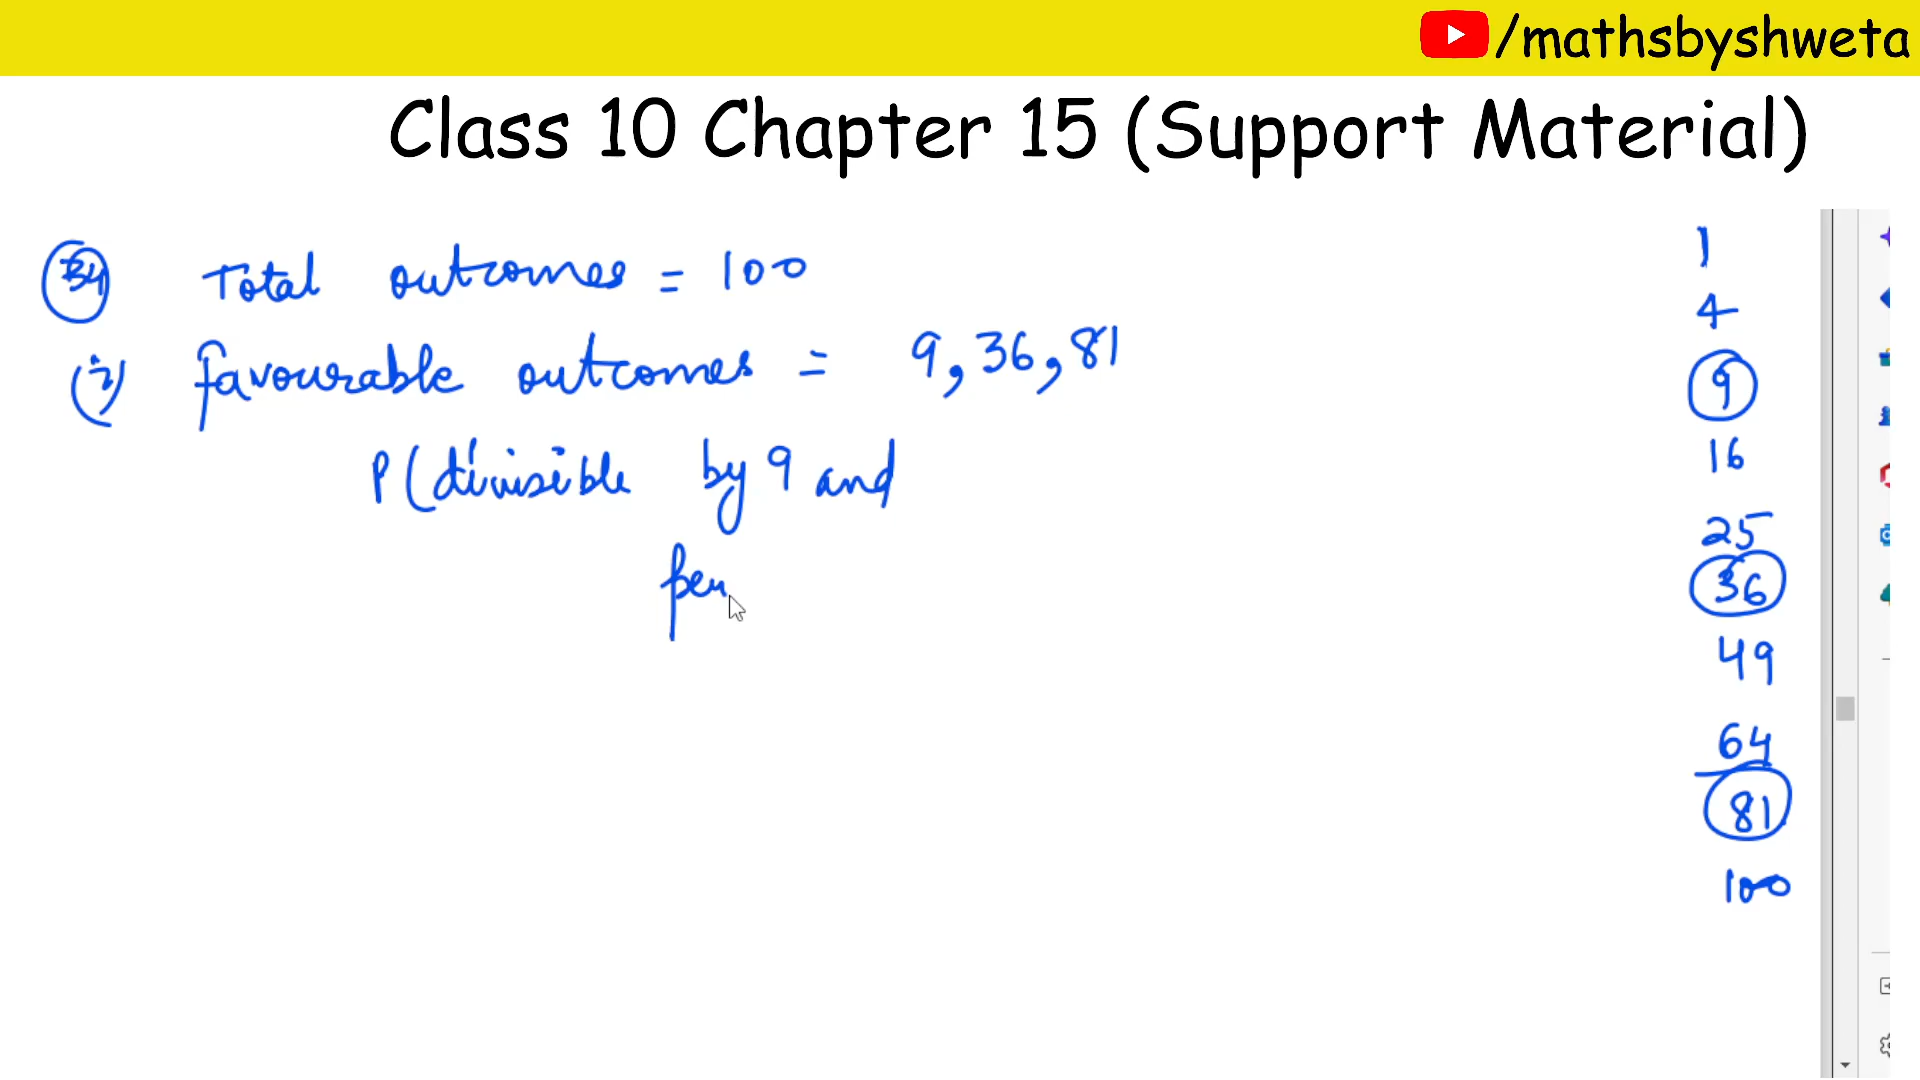 /mathsbyshweta
Class 10 Chapter 15 (Support Material)
34 Total outcomes = 100
(i) favourable outcomes = 9, 36, 81
P(divisible by 9 and
per
1
4
9
16
25
36
49
64
81
100